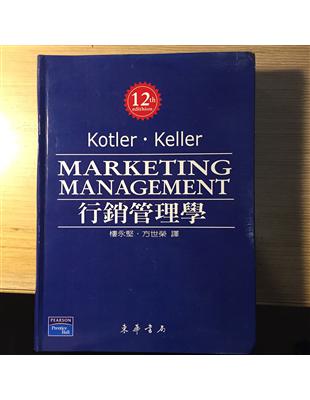 12th
edithion
Kotler · Keller
MARKETING
MANAGEMENT
行銷管理學
樓永堅·方世榮 譯
PEARSON
Prentice
Hall
東華書局